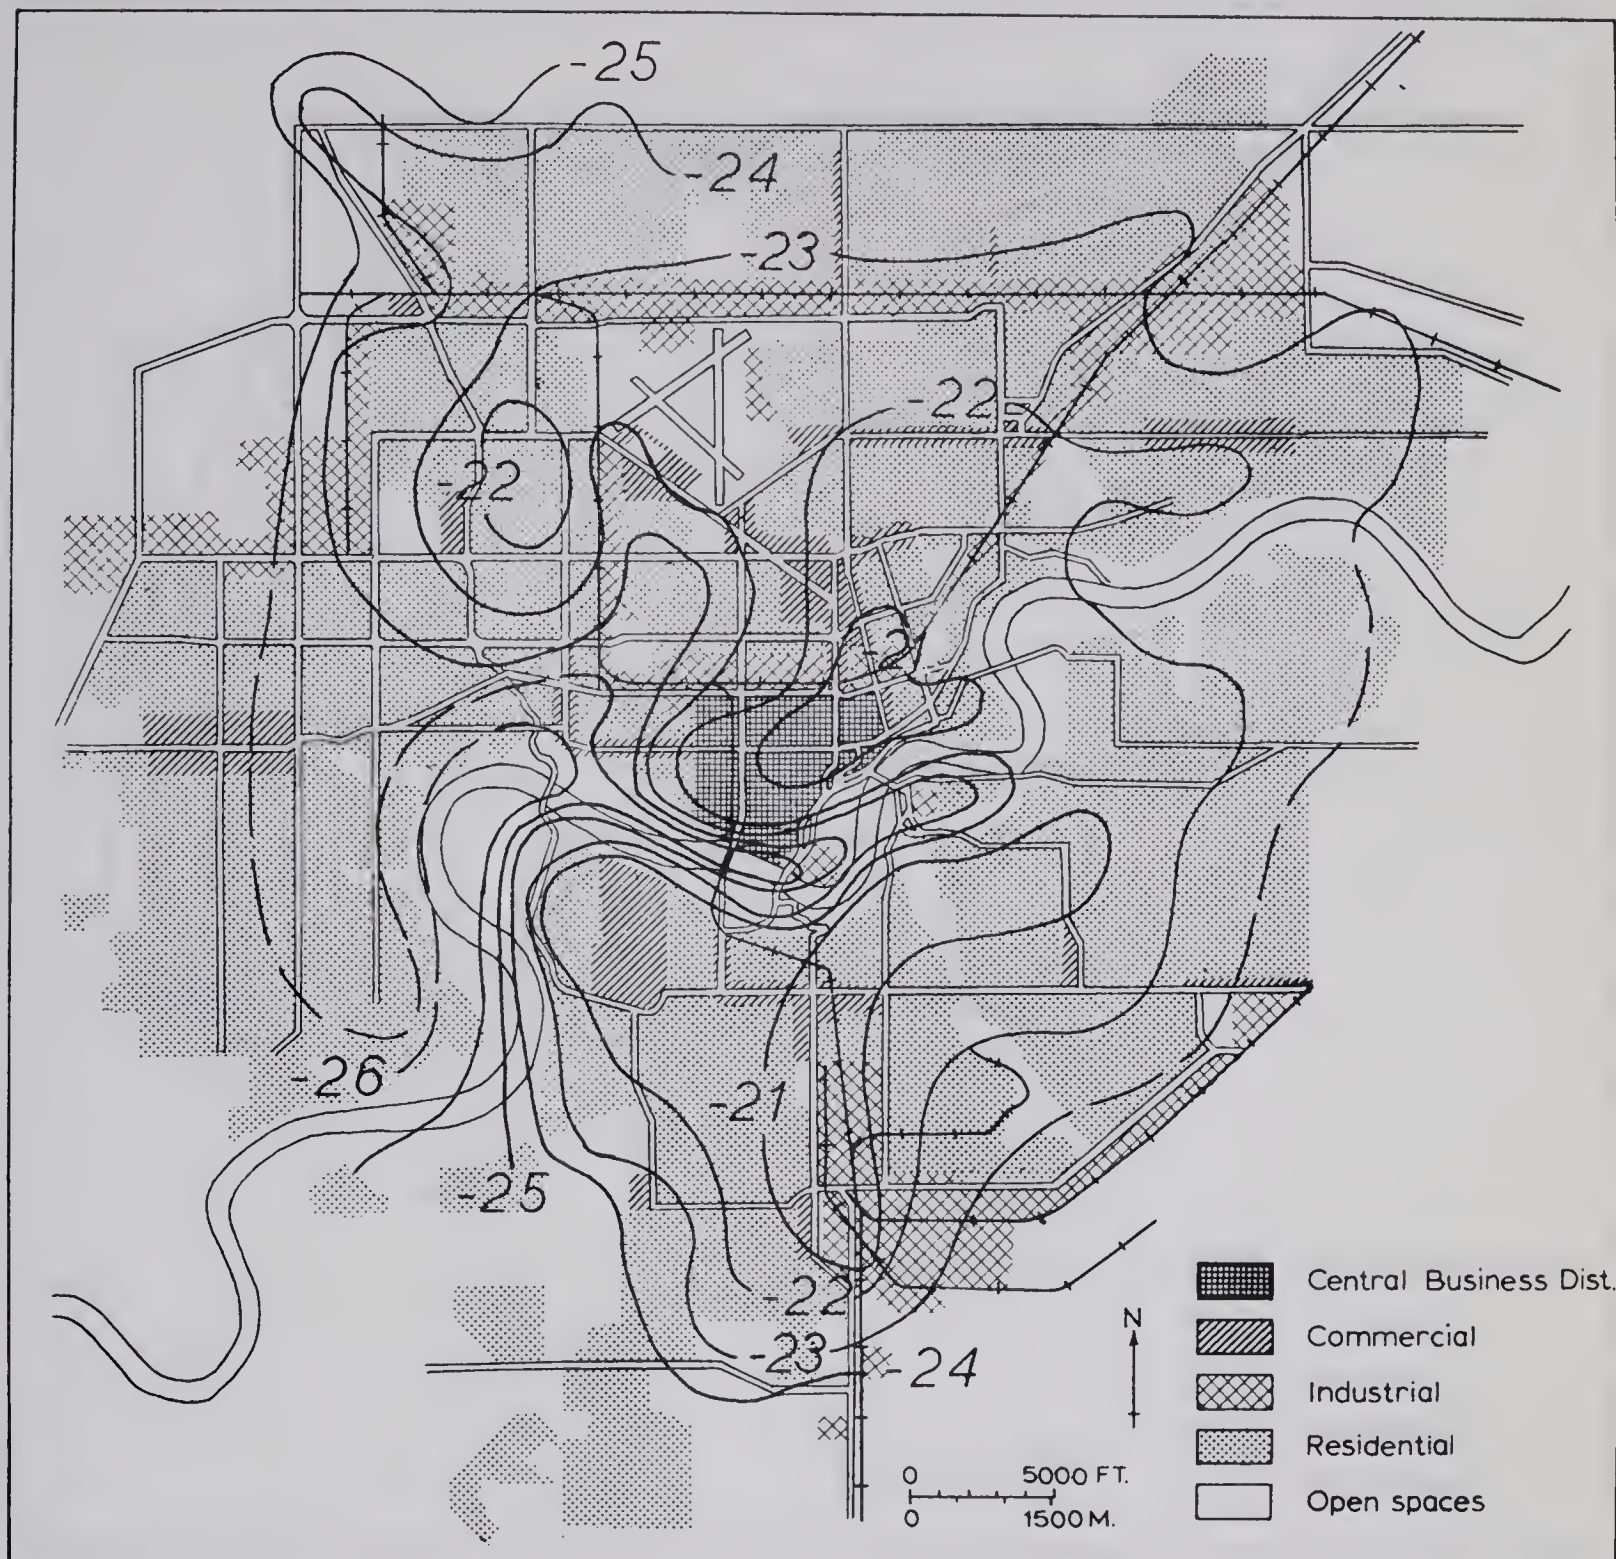 -25
-24
-23
-22
-22
-26
-21
-25
-22
-23
-24
N
0 5000 FT.
0 1500 M.
Central Business Dist.
Commercial
Industrial
Residential
Open spaces